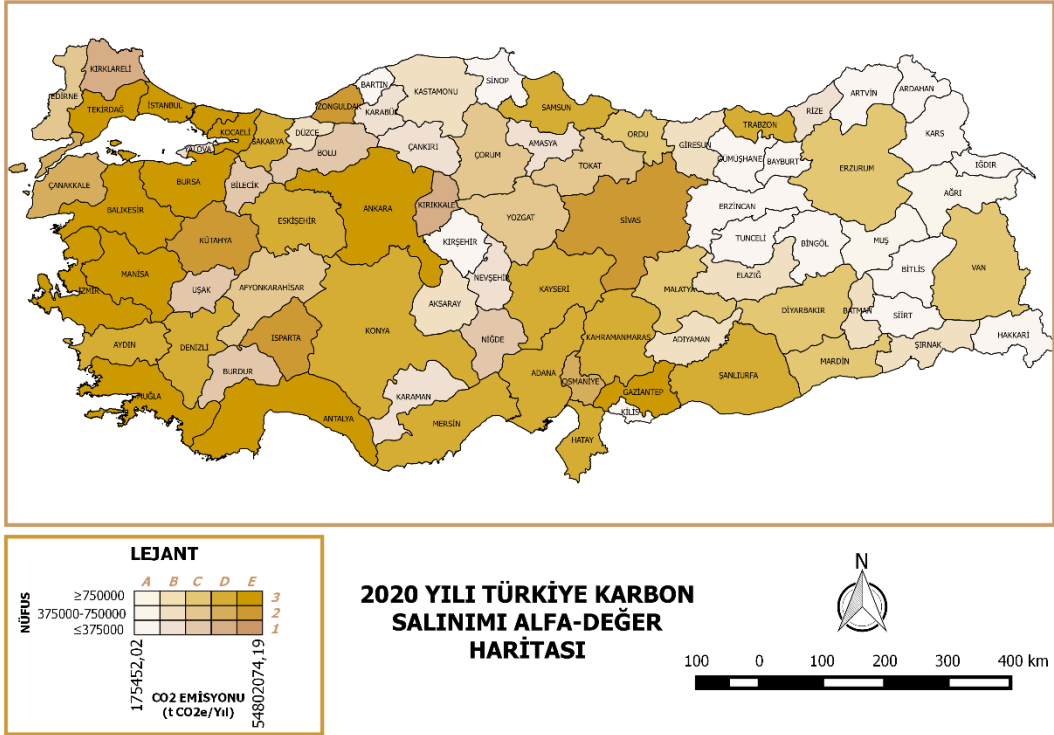 KIRKLARELİ
EDİRNE
TEKİRDAĞ
İSTANBUL
KOCAELİ
YALOVA
SAKARYA
DÜZCE
BOLU
ZONGULDAK
BARTIN
KARABÜK
KASTAMONU
SİNOP
ÇANKIRI
SAMSUN
AMASYA
ÇORUM
TOKAT
ORDU
GİRESUN
TRABZON
GÜMÜŞHANE
BAYBURT
RİZE
ARTVİN
ARDAHAN
KARS
IĞDIR
AĞRI
ERZURUM
ERZİNCAN
ÇANAKKALE
BALIKESİR
BURSA
BİLECİK
ESKİŞEHİR
KÜTAHYA
ANKARA
KIRIKKALE
KIRŞEHİR
YOZGAT
SİVAS
TUNCELİ
BİNGÖL
MUŞ
BİTLİS
VAN
MANİSA
İZMİR
UŞAK
AFYONKARAHİSAR
NEVŞEHİR
AKSARAY
KAYSERİ
MALATYA
ELAZIĞ
DİYARBAKIR
BATMAN
SİİRT
HAKKARİ
ŞIRNAK
AYDIN
DENİZLİ
BURDUR
ISPARTA
KONYA
NİĞDE
KARAMAN
ADANA
KAHRAMANMARAS
ADIYAMAN
ŞANLIURFA
MARDİN
MUĞLA
ANTALYA
MERSİN
OSMANİYE
GAZİANTEP
KİLİS
HATAY
LEJANT
A B C D E
NÜFUS
≥750000 3
375000-750000 2
≤375000 1
175452,02
54802074,19
CO2 EMİSYONU
(t CO2e/Yıl)
2020 YILI TÜRKİYE KARBON
SALINIMI ALFA-DEĞER
HARİTASI
N
100 0 100 200 300 400 km